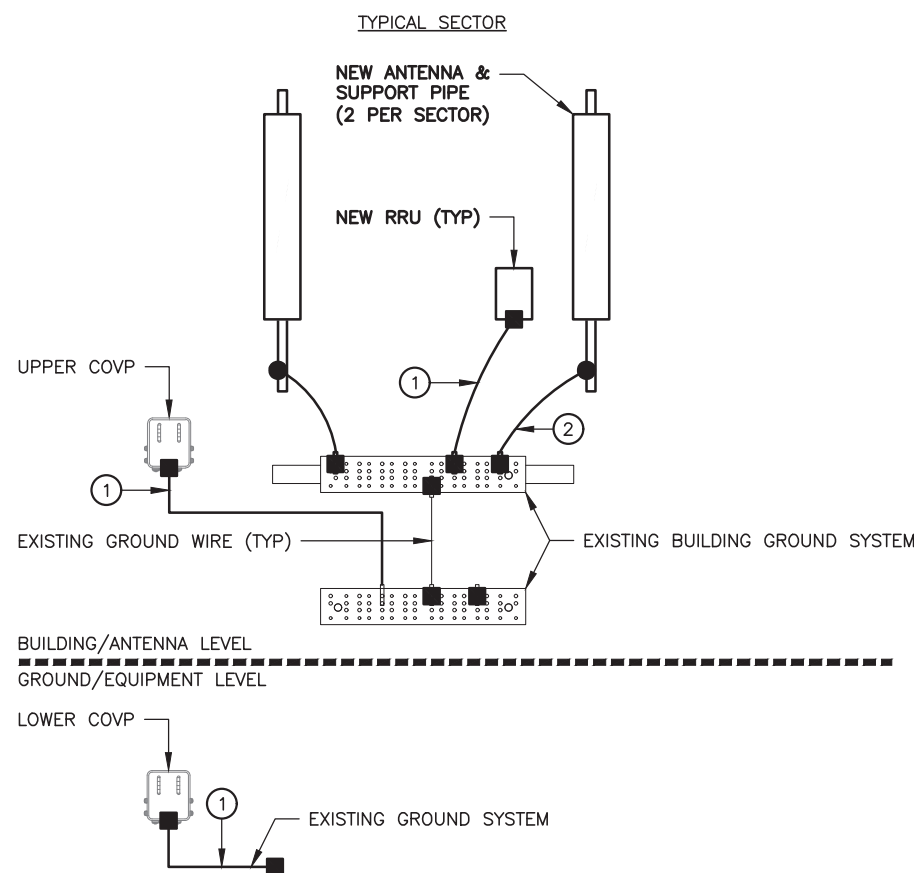 TYPICAL SECTOR
NEW ANTENNA &
SUPPORT PIPE
(2 PER SECTOR)
NEW RRU (TYP)
UPPER COVP
1
2
1
EXISTING GROUND WIRE (TYP)
EXISTING BUILDING GROUND SYSTEM
BUILDING/ANTENNA LEVEL
GROUND/EQUIPMENT LEVEL
LOWER COVP
1
EXISTING GROUND SYSTEM